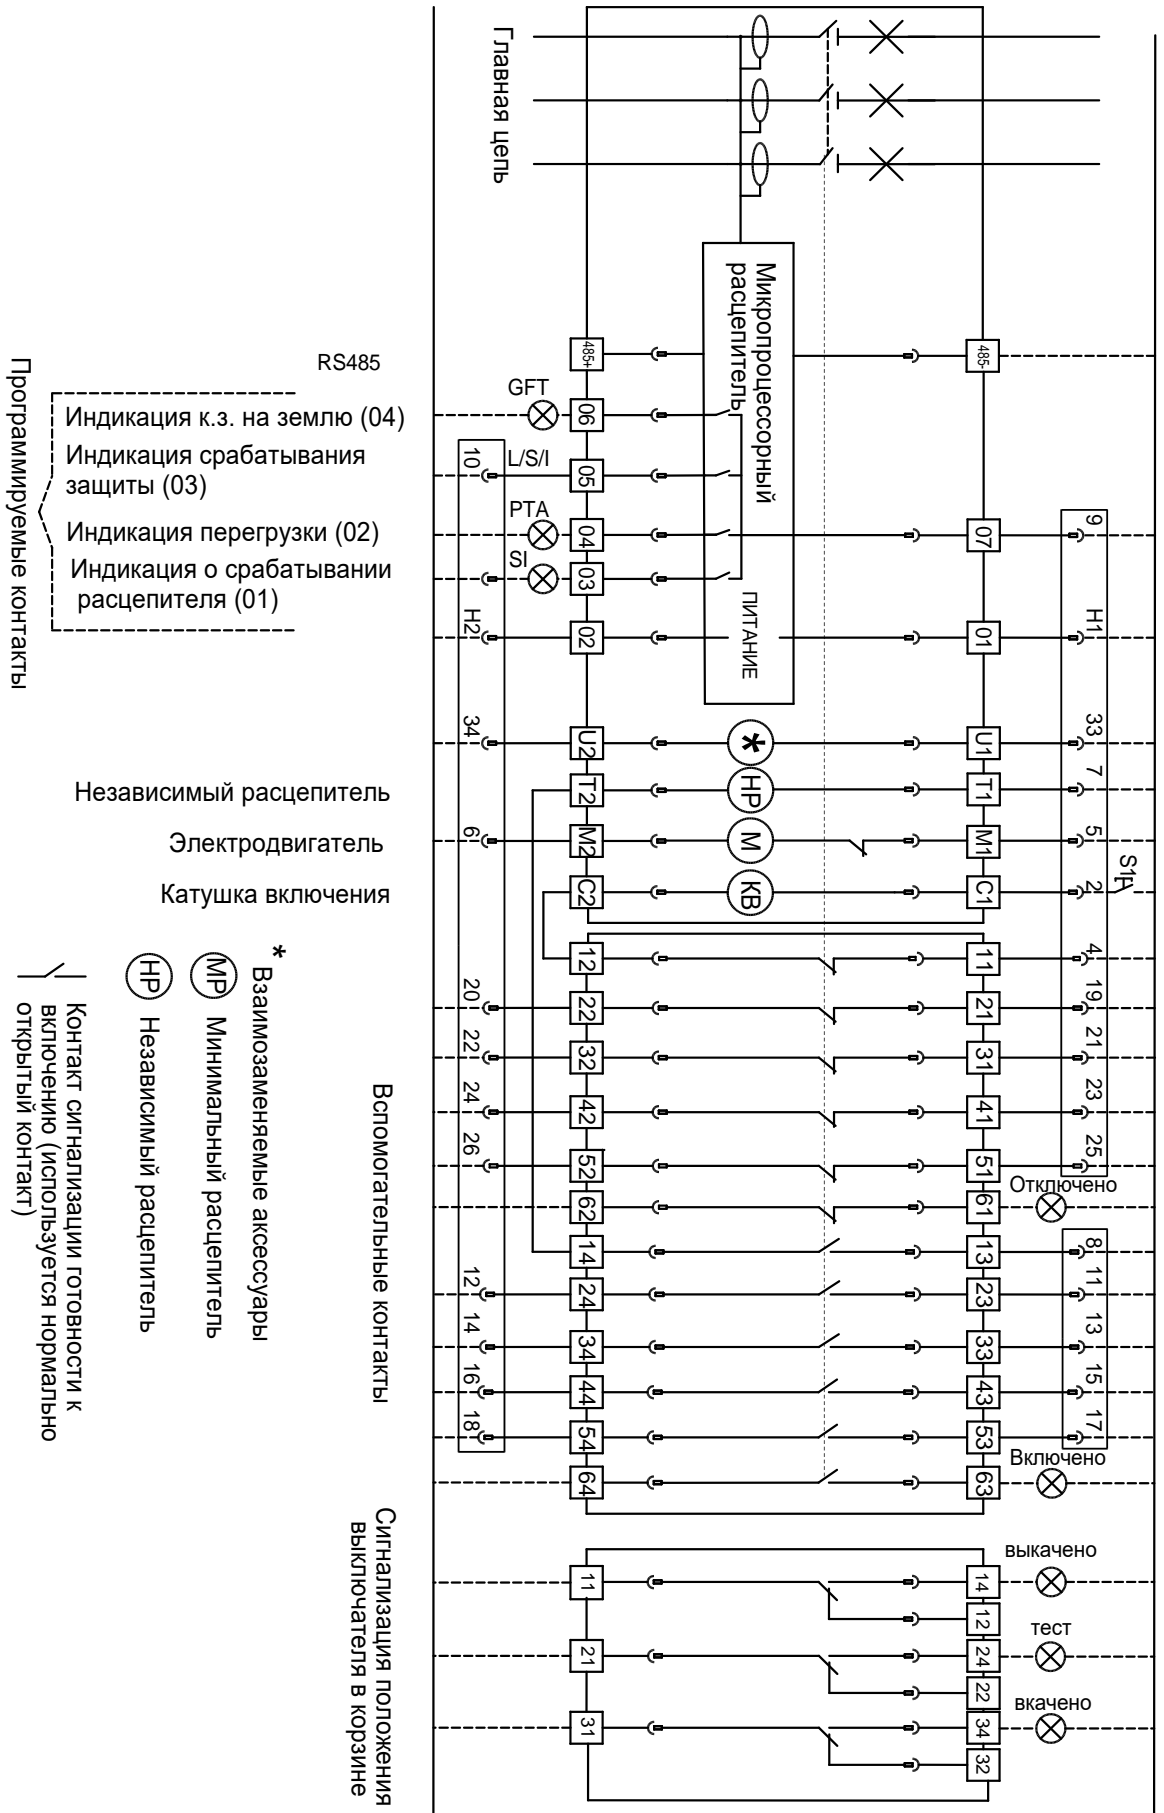 Главная цепь
Микропроцессорный
расцепитель
ПИТАНИЕ
RS485
485+
485-
Программируемые контакты
Индикация к.з. на землю (04)
Индикация срабатывания
защиты (03)
Индикация перегрузки (02)
Индикация о срабатывании
расцепителя (01)
GFT
06
10
L/S/I
05
PTA
04
07
9
SI
03
H2
02
01
H1
34
U2
*
U1
33
Независимый расцепитель
T2
НР
T1
7
Электродвигатель
6
M2
М
M1
5
Катушка включения
C2
КВ
C1
2
S1
12
11
4
20
22
21
19
22
32
31
21
24
42
41
23
26
52
51
25
62
61
Отключено
14
13
8
12
24
23
11
14
34
33
13
16
44
43
15
18
54
53
17
64
63
Включено
Вспомогательные контакты
* Взаимозаменяемые аксессуары
МР Минимальный расцепитель
НР Независимый расцепитель
Контакт сигнализации готовности к
включению (используется нормально
открытый контакт)
Сигнализация положения
выключателя в корзине
11
14
выкачено
12
21
24
тест
22
31
34
вкачено
32